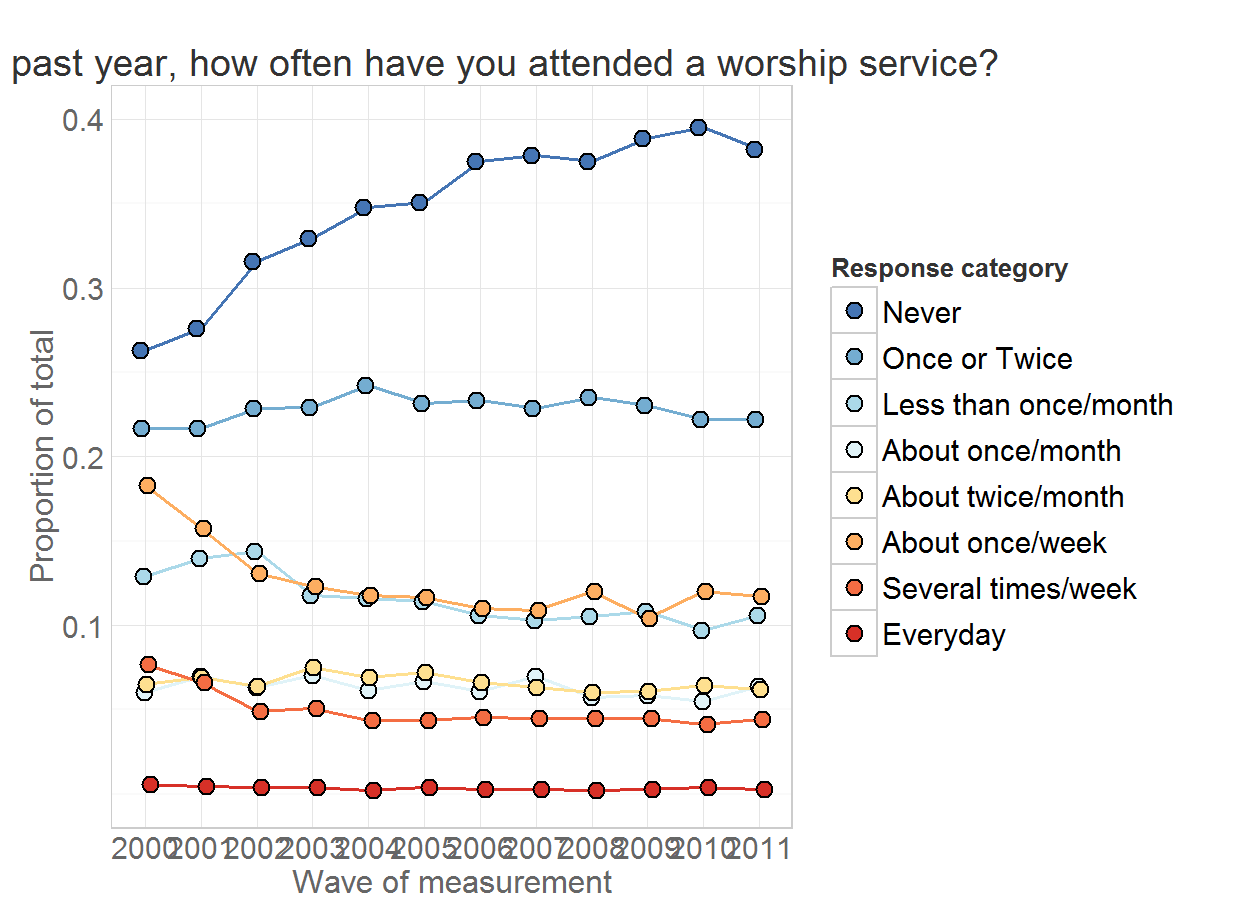 past year, how often have you attended a worship service?
0.4
0.3
0.2
0.1
Proportion of total
2000 2001 2002 2003 2004 2005 2006 2007 2008 2009 2010 2011
Wave of measurement
Response category
Never
Once or Twice
Less than once/month
About once/month
About twice/month
About once/week
Several times/week
Everyday